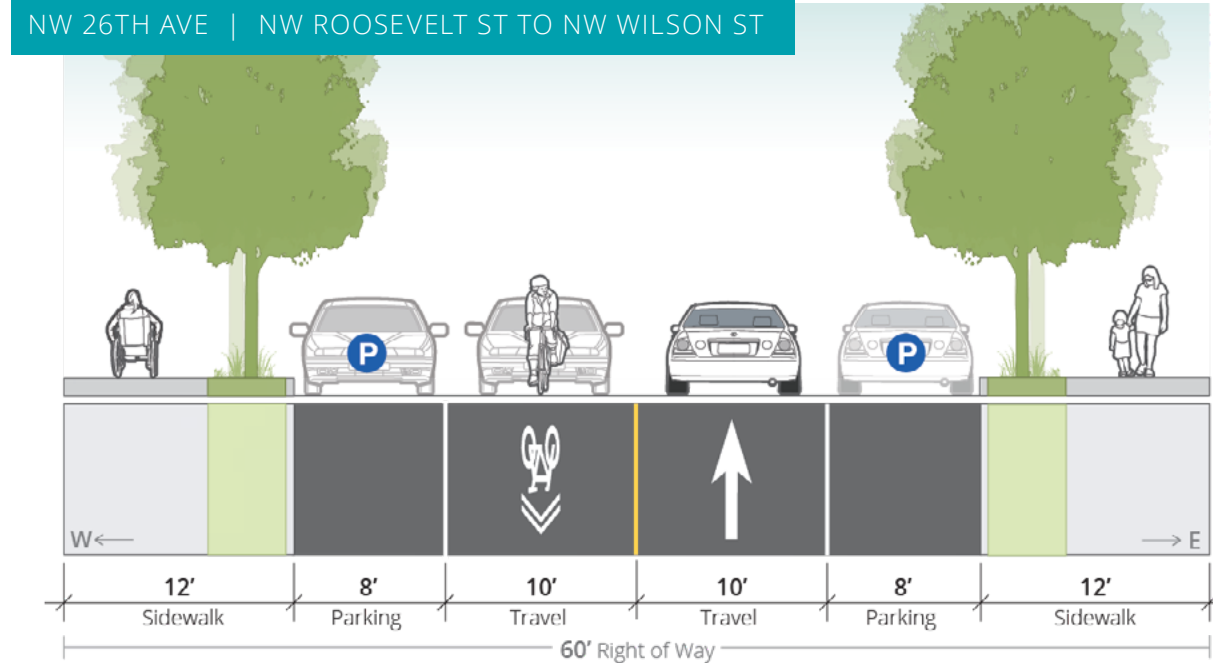 NW 26TH AVE | NW ROOSEVELT ST TO NW WILSON ST
P P
W E
12’ 8’ 10’ 10’ 8’ 12’
Sidewalk Parking Travel Travel Parking Sidewalk
60’ Right of Way